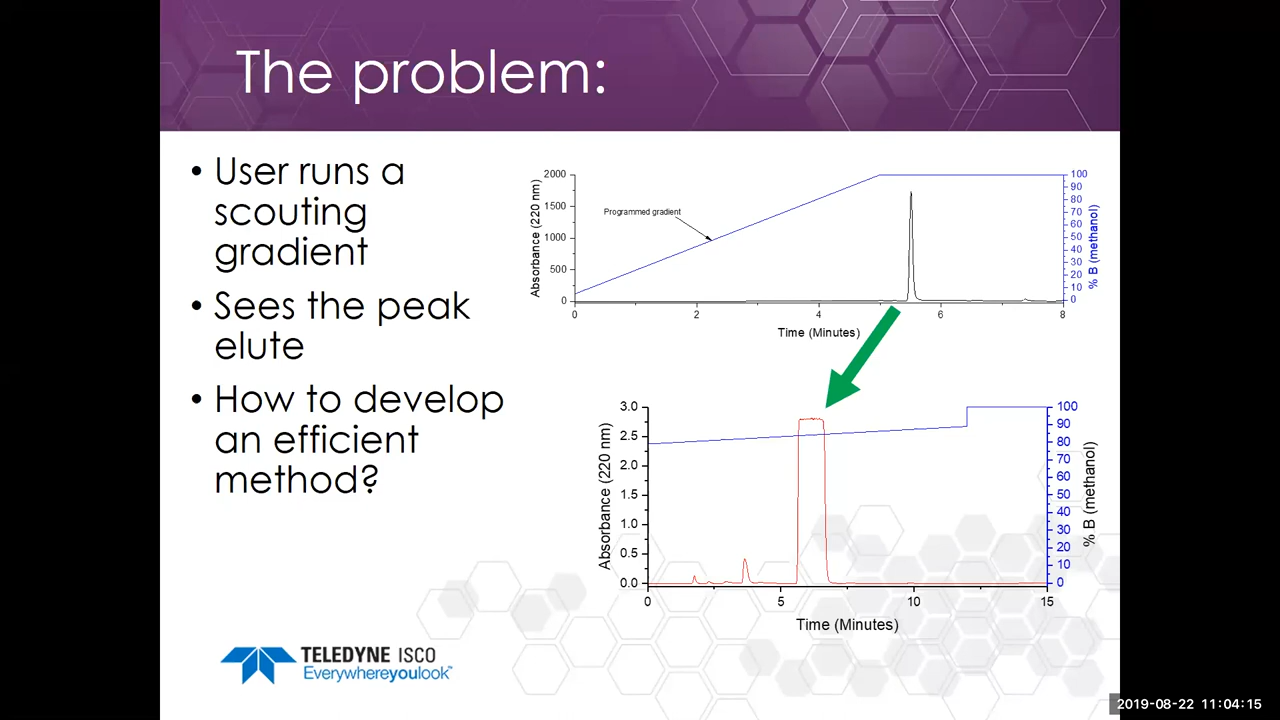 The problem:
• User runs a
scouting
gradient
• Sees the peak
elute
• How to develop
an efficient
method?
Absorbance (220 nm)
2000
1500
1000
500
0
Programmed gradient
100
90
80
70
60
50
40
30
20
10
0
% B (methanol)
0 2 4 6 8
Time (Minutes)
Absorbance (220 nm)
3.0
2.5
2.0
1.5
1.0
0.5
0.0
100
90
80
70
60
50
40
30
20
10
0
% B (methanol)
0 5 10 15
Time (Minutes)
TELEDYNE ISCO
Everywhereyoulook™
2019-08-22 11:04:15